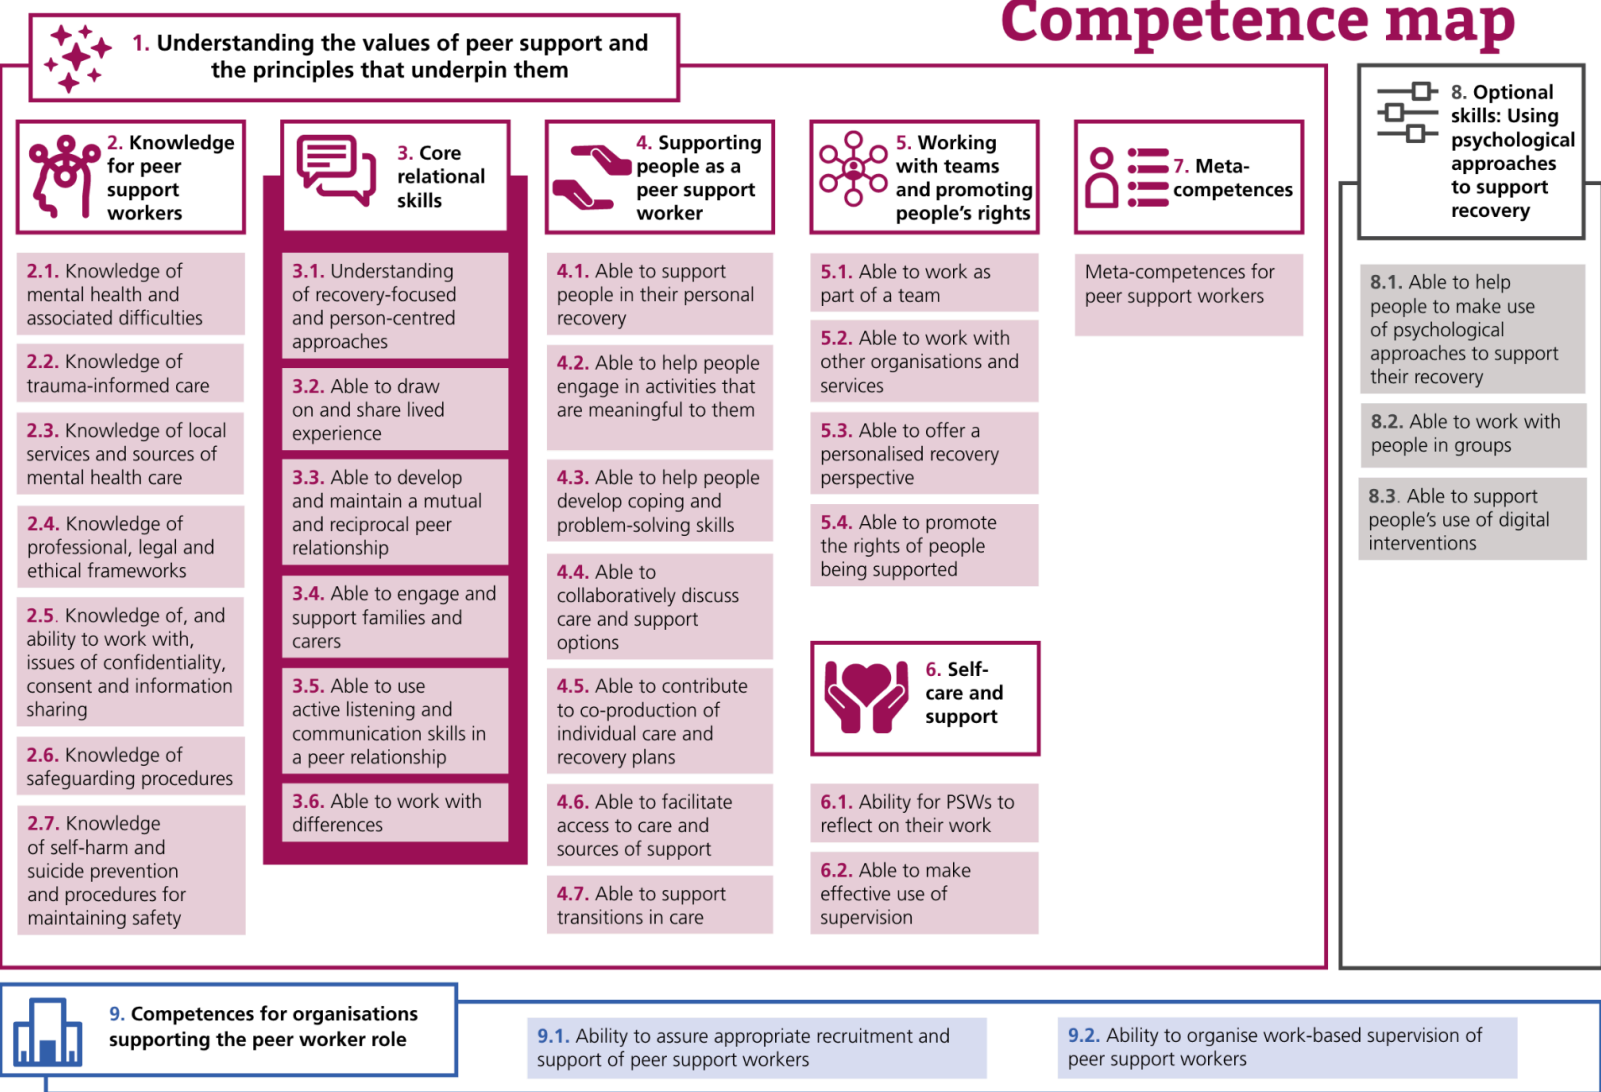 Competence map
1. Understanding the values of peer support and
the principles that underpin them
2. Knowledge
for peer
support
workers
2.1. Knowledge of
mental health and
associated difficulties
2.2. Knowledge of
trauma-informed care
2.3. Knowledge of local
services and sources of
mental health care
2.4. Knowledge of
professional, legal and
ethical frameworks
2.5. Knowledge of, and
ability to work with,
issues of confidentiality,
consent and information
sharing
2.6. Knowledge of
safeguarding procedures
2.7. Knowledge
of self-harm and
suicide prevention
and procedures for
maintaining safety
3. Core
relational
skills
3.1. Understanding
of recovery-focused
and person-centred
approaches
3.2. Able to draw
on and share lived
experience
3.3. Able to develop
and maintain a mutual
and reciprocal peer
relationship
3.4. Able to engage and
support families and
carers
3.5. Able to use
active listening and
communication skills in
a peer relationship
3.6. Able to work with
differences
4. Supporting
people as a
peer support
worker
4.1. Able to support
people in their personal
recovery
4.2. Able to help people
engage in activities that
are meaningful to them
4.3. Able to help people
develop coping and
problem-solving skills
4.4. Able to
collaboratively discuss
care and support
options
4.5. Able to contribute
to co-production of
individual care and
recovery plans
4.6. Able to facilitate
access to care and
sources of support
4.7. Able to support
transitions in care
5. Working
with teams
and promoting
people's rights
5.1. Able to work as
part of a team
5.2. Able to work with
other organisations and
services
5.3. Able to offer a
personalised recovery
perspective
5.4. Able to promote
the rights of people
being supported
6. Self-
care and
support
6.1. Ability for PSWs to
reflect on their work
6.2. Able to make
effective use of
supervision
7. Meta-
competences
Meta-competences for
peer support workers
8. Optional
skills: Using
psychological
approaches
to support
recovery
8.1. Able to help
people to make use
of psychological
approaches to support
their recovery
8.2. Able to work with
people in groups
8.3. Able to support
people's use of digital
interventions
9. Competences for organisations
supporting the peer worker role
9.1. Ability to assure appropriate recruitment and
support of peer support workers
9.2. Ability to organise work-based supervision of
peer support workers